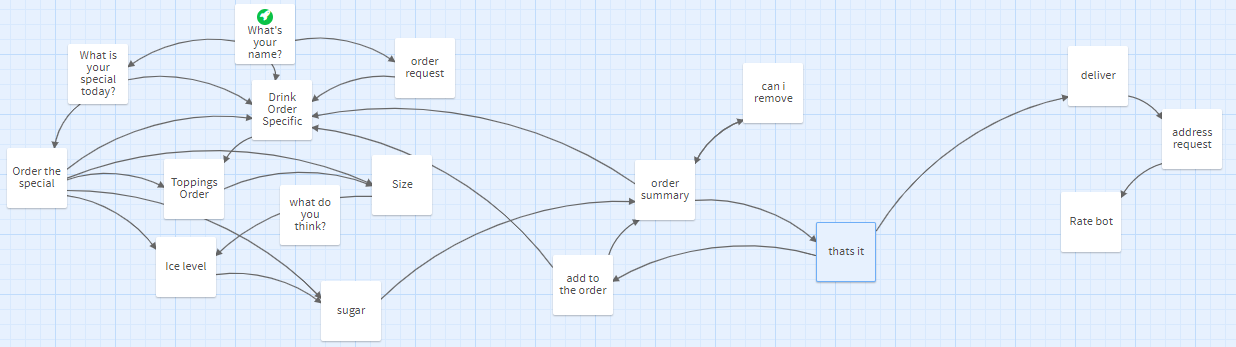 What's
your
name?
What is
your
special
today?
order
request
Drink
Order
Specific
can i
remove
deliver
address
request
Order the
special
Toppings
Order
Size
what do
you
think?
order
summary
Rate bot
thats it
Ice level
add to
the order
sugar